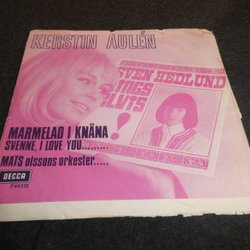 KERSTIN AULÉN
SVEN HEDLUND
MARMELAD I KNÄNA
SVENNE, I LOVE YOU.........
MATS olssons orkester.....
DECCA